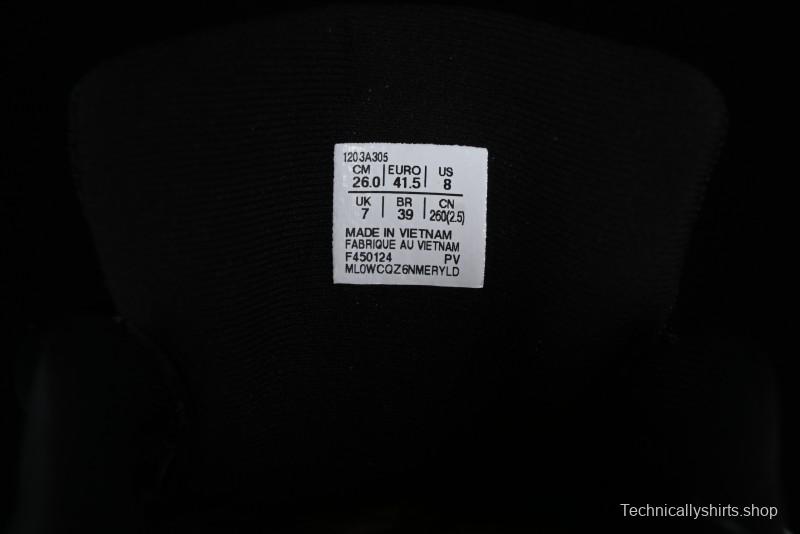 1203A305
CM | EURO | US
26.0 | 41.5 | 8
UK | BR | CN
7 | 39 | 260(2.5)
MADE IN VIETNAM
FABRIQUE AU VIETNAM
F450124 PV
ML0WCQZ6NMERYLD
Technicallyshirts.shop